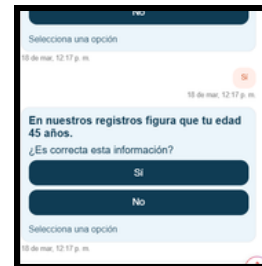 No
Selecciona una opción
18 de mar, 12:17 p. m.
Sí
18 de mar, 12:17 p. m.
En nuestros registros figura que tu edad
45 años.
¿Es correcta esta información?
Sí
No
Selecciona una opción
18 de mar, 12:17 p. m.